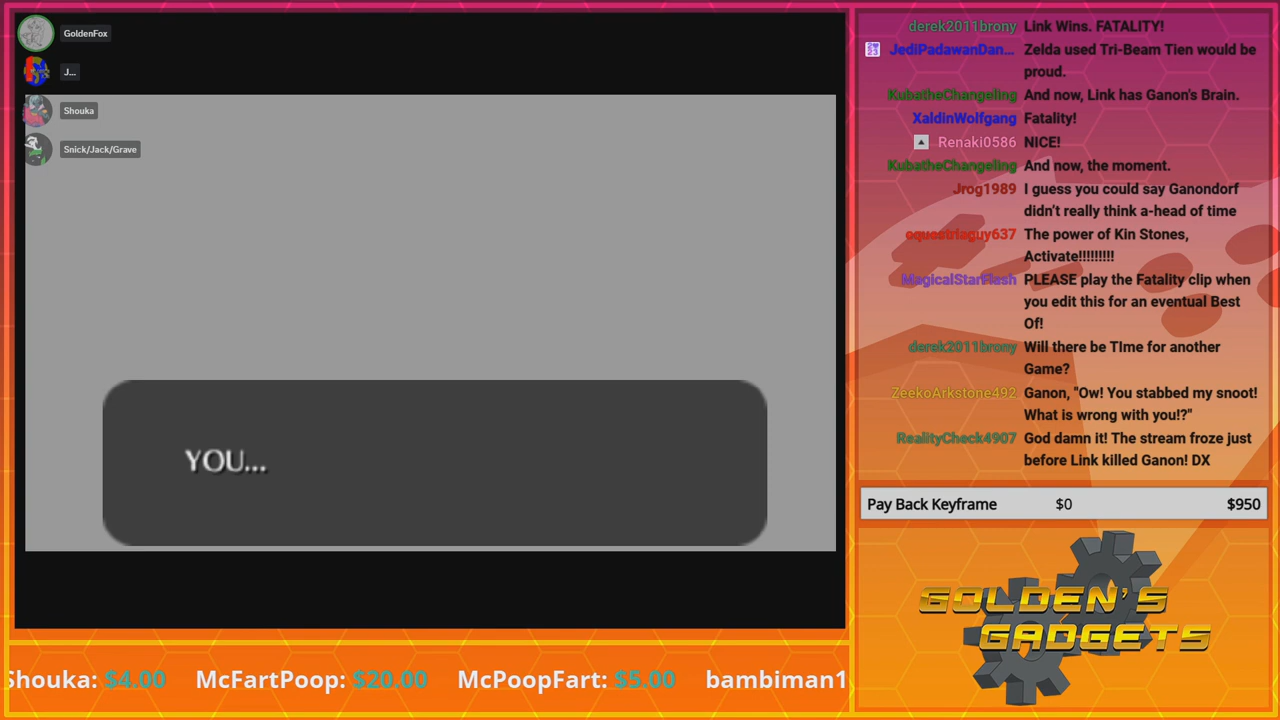 GoldenFox
J...
Shouka
Snick/Jack/Grave
YOU...
derek2011brony Link Wins. FATALITY!
JediPadawanDan... Zelda used Tri-Beam Tien would be
proud.
KubatheChangeling And now, Link has Ganon's Brain.
XaldinWolfgang Fatality!
Renaki0586 NICE!
KubatheChangeling And now, the moment.
Jrog1989 I guess you could say Ganondorf
didn't really think a-head of time
equestriaguy637 The power of Kin Stones,
Activate!!!!!!!!!
MagicalStarFlash PLEASE play the Fatality clip when
you edit this for an eventual Best
Of!
derek2011brony Will there be TIme for another
Game?
ZeekoArkstone492 Ganon, "Ow! You stabbed my snoot!
What is wrong with you!?"
RealityCheck4907 God damn it! The stream froze just
before Link killed Ganon! DX
Pay Back Keyframe $0 $950
GOLDEN'S
GADGETS
Shouka: $4.00 McFartPoop: $20.00 McPoopFart: $5.00 bambiman1